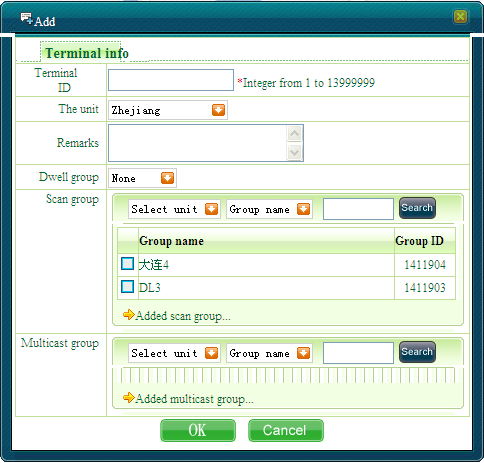 Add
Terminal info
Terminal ID *Integer from 1 to 13999999
The unit Zhejiang
Remarks
Dwell group None
Scan group Select unit Group name Search
Group name Group ID
大连4 1411904
DL3 1411903
Added scan group...
Multicast group Select unit Group name Search
Added multicast group...
OK Cancel